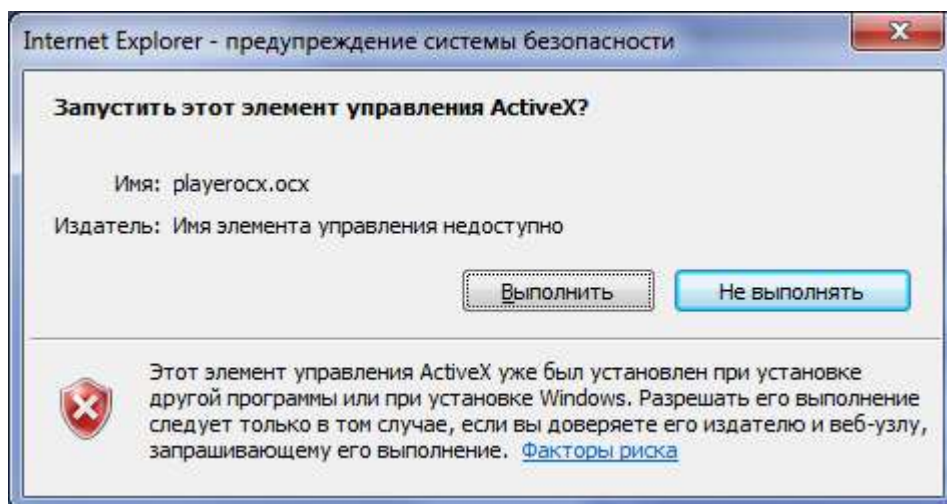 Internet Explorer - предупреждение системы безопасности
Запустить этот элемент управления ActiveX?
Имя: playerocx.ocx
Издатель: Имя элемента управления недоступно
Выполнить Не выполнять
Этот элемент управления ActiveX уже был установлен при установке
другой программы или при установке Windows. Разрешать его выполнение
следует только в том случае, если вы доверяете его издателю и веб-узлу,
запрашивающему его выполнение. Факторы риска